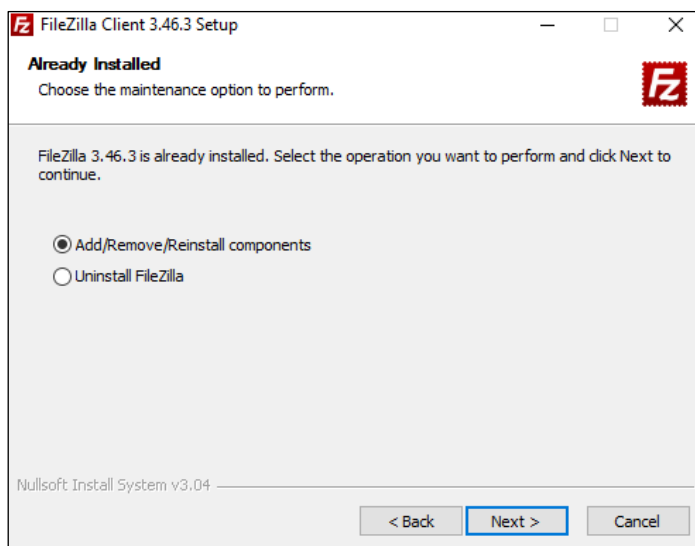 FileZilla Client 3.46.3 Setup
Already Installed
Choose the maintenance option to perform.
FileZilla 3.46.3 is already installed. Select the operation you want to perform and click Next to
continue.
Add/Remove/Reinstall components
Uninstall FileZilla
Nullsoft Install System v3.04
< Back
Next >
Cancel